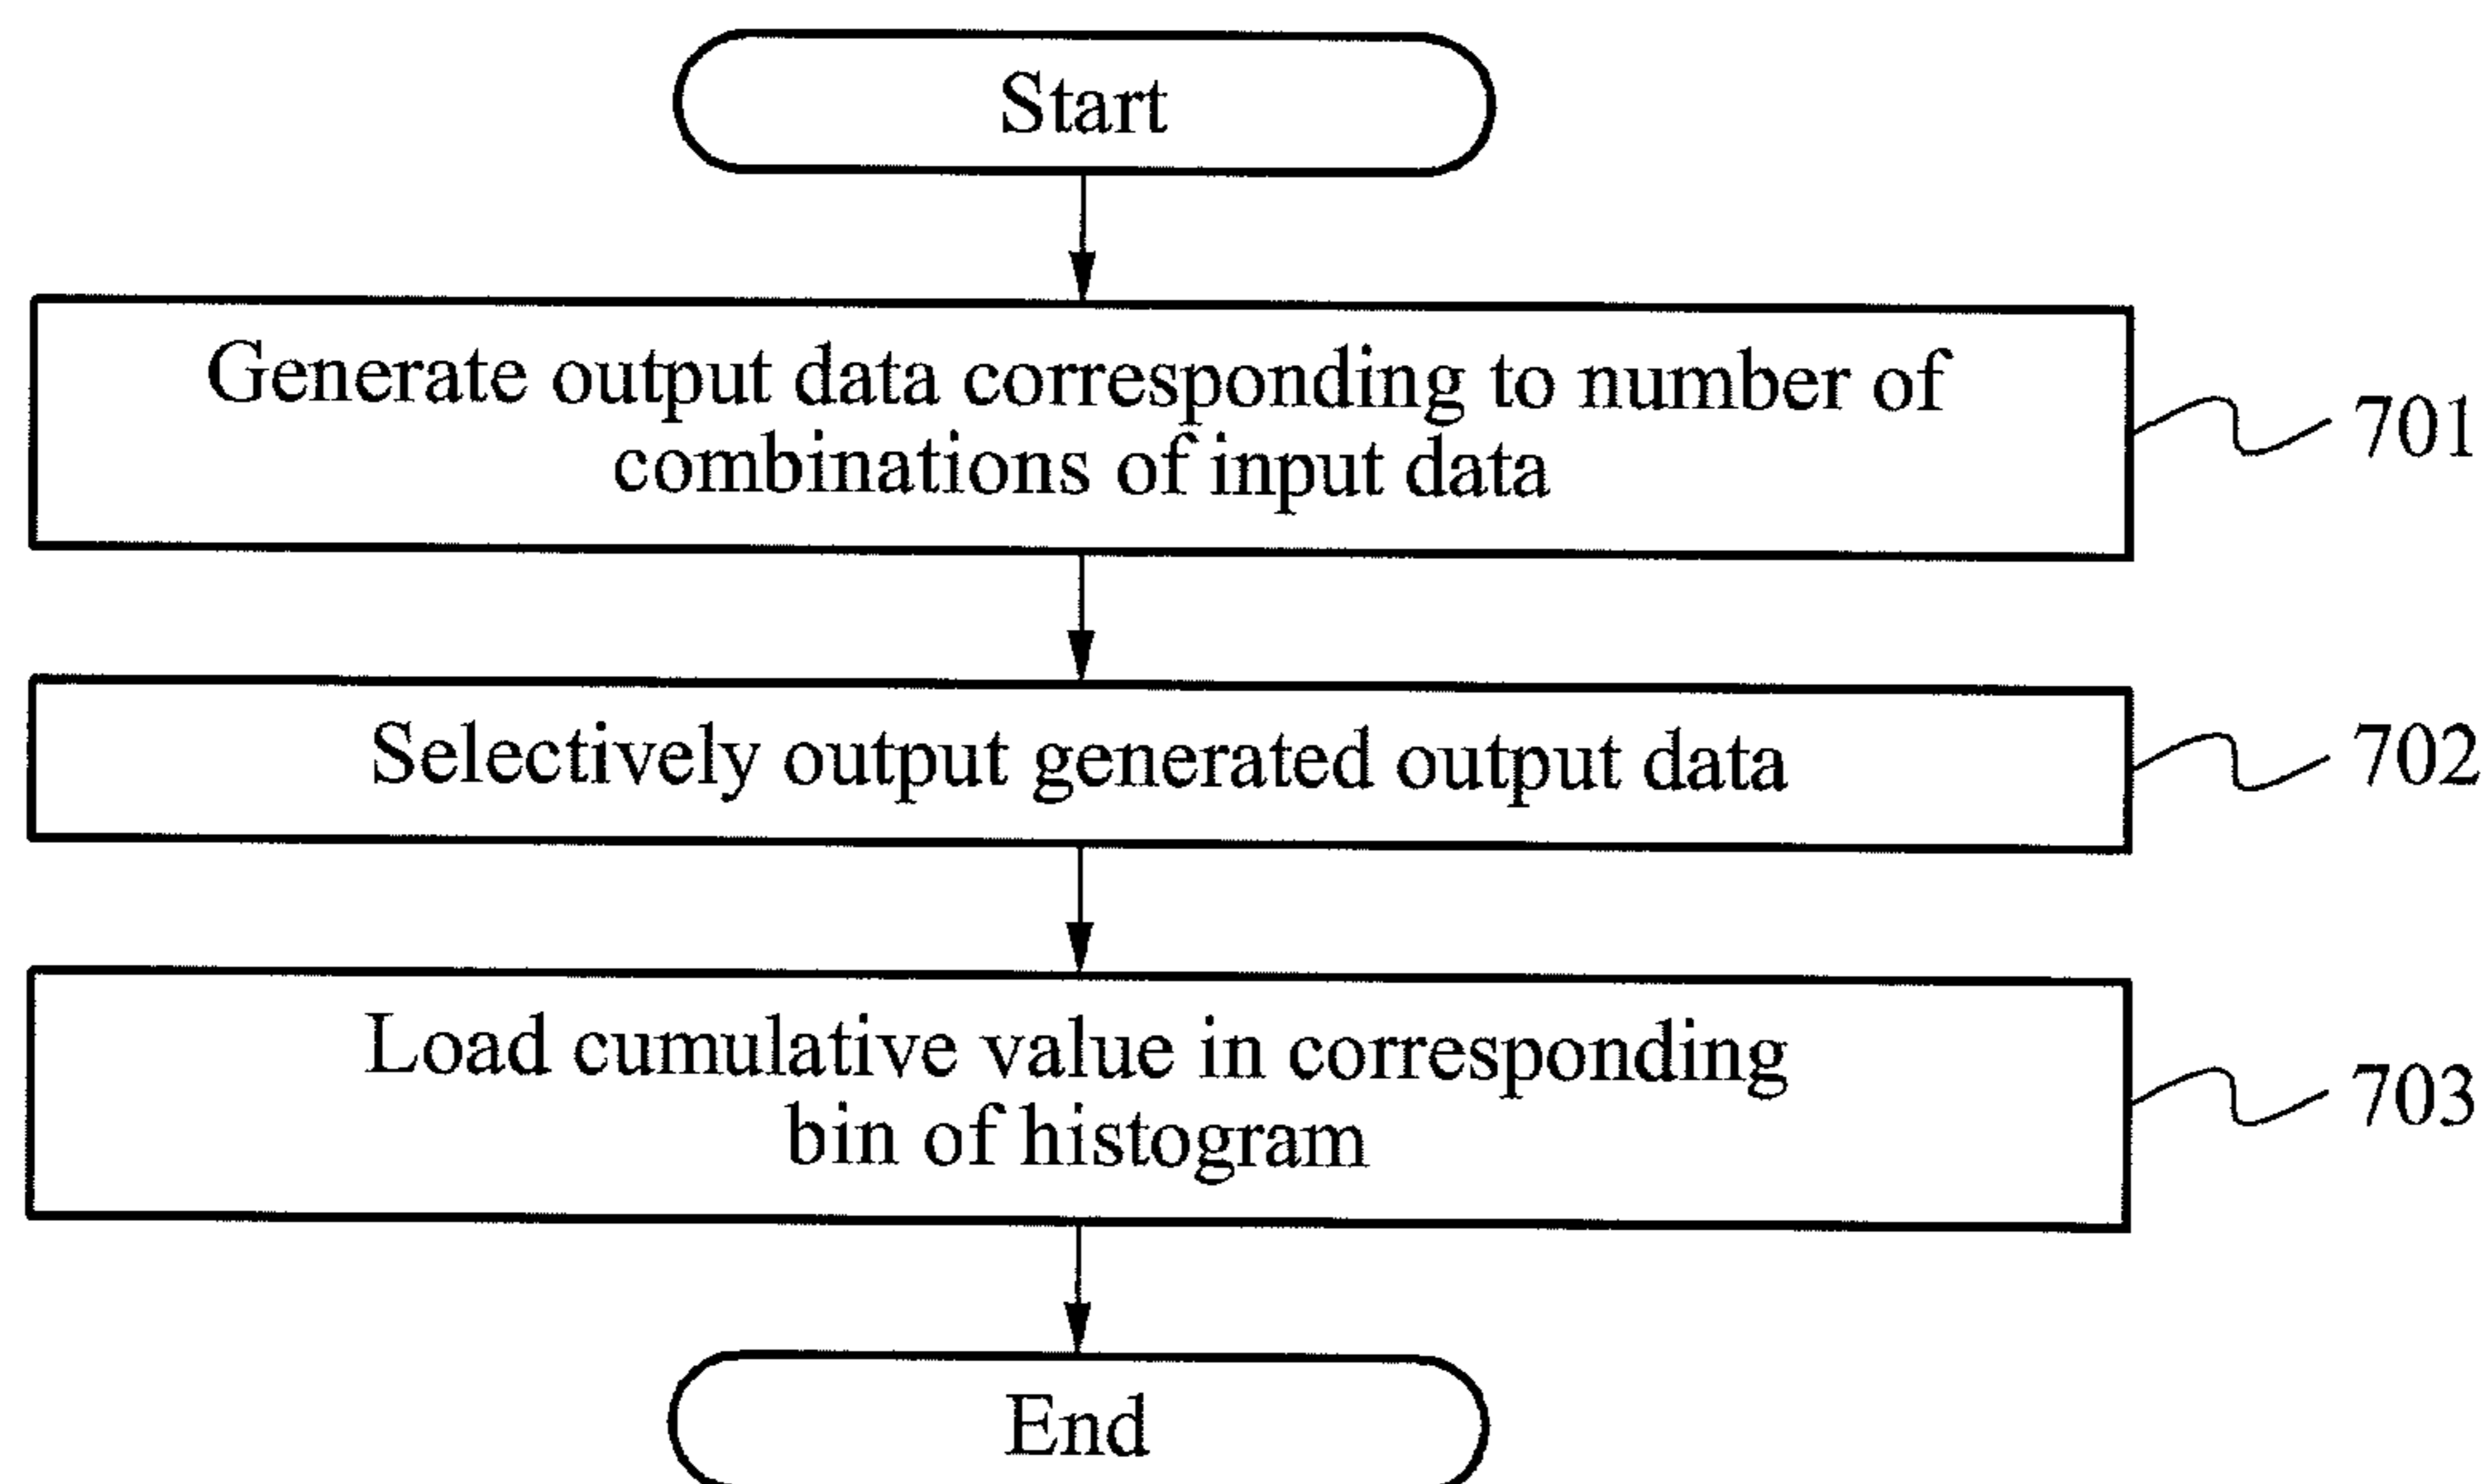 Start
Generate output data corresponding to number of
combinations of input data
701
Selectively output generated output data
702
Load cumulative value in corresponding
bin of histogram
703
End